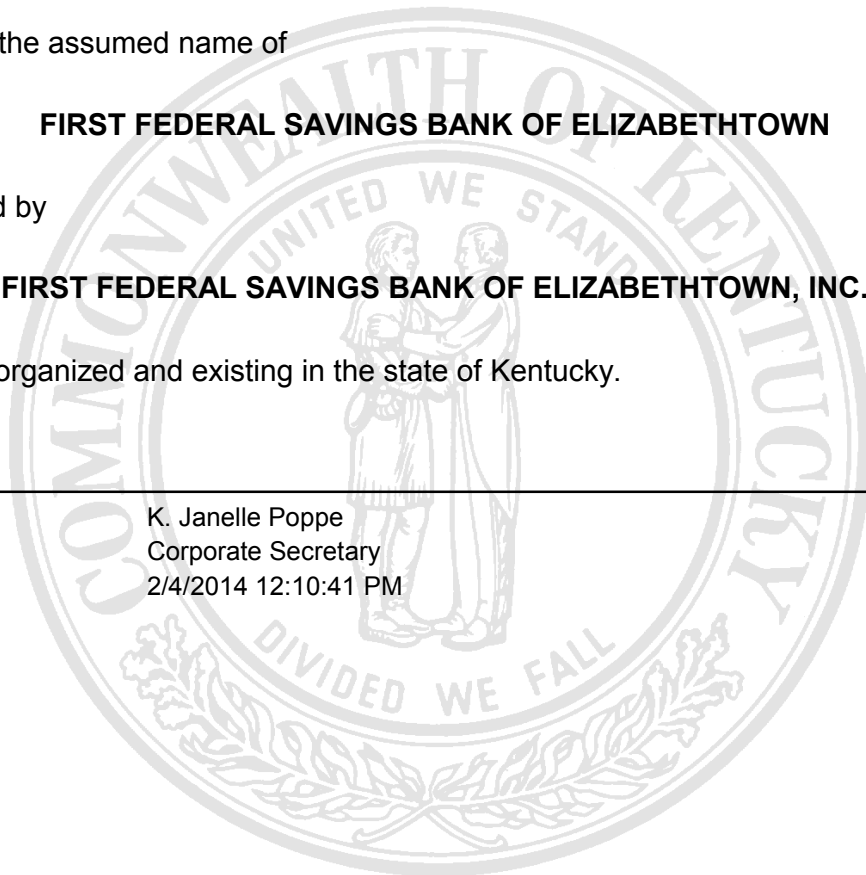 the assumed name of
FIRST FEDERAL SAVINGS BANK OF ELIZABETHTOWN
d by
FIRST FEDERAL SAVINGS BANK OF ELIZABETHTOWN, INC.
organized and existing in the state of Kentucky.
K. Janelle Poppe
Corporate Secretary
2/4/2014 12:10:41 PM
COMMONWEALTH OF KENTUCKY
UNITED WE STAND
DIVIDED WE FALL